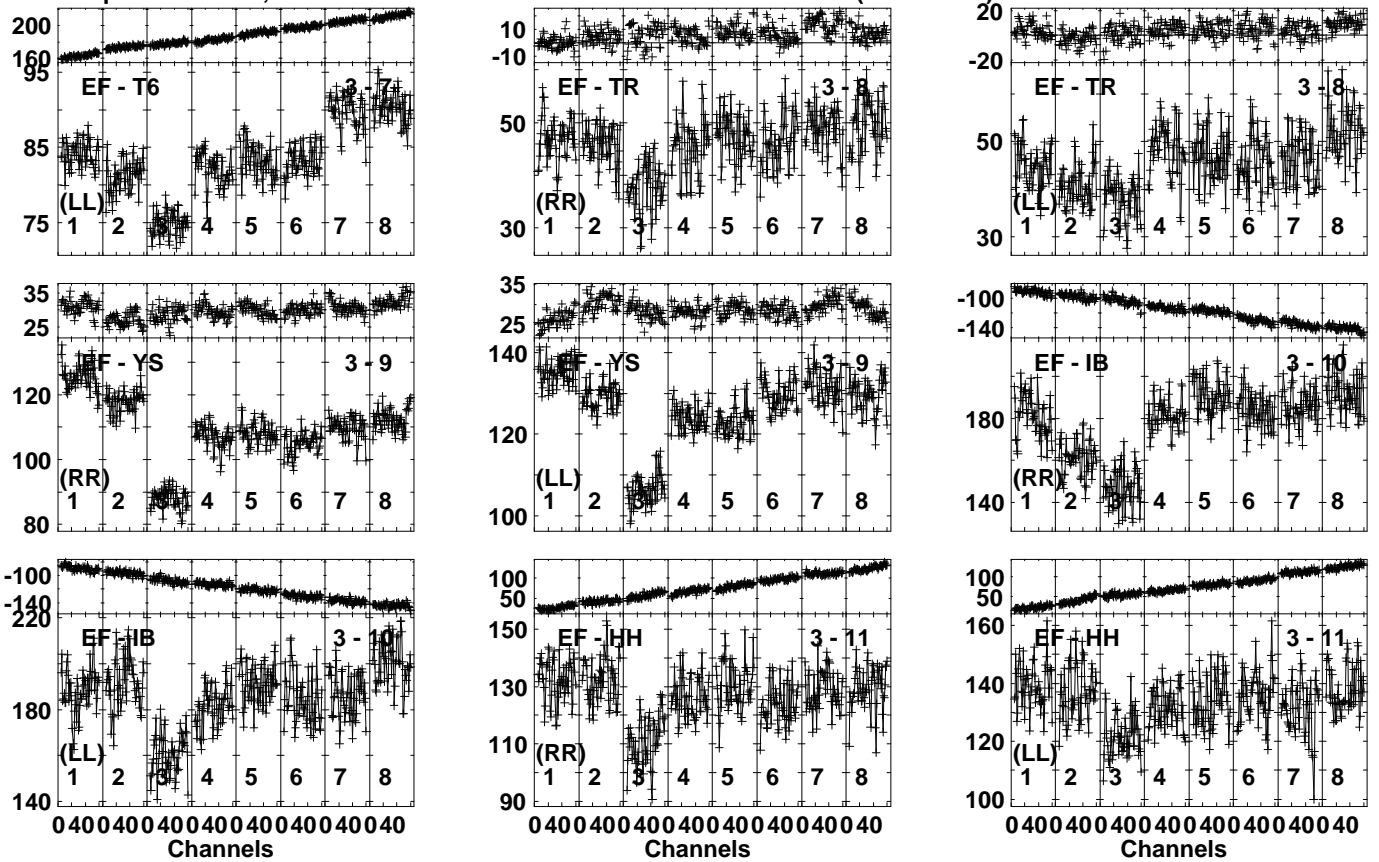 200
160
95
EF - T6 3 - 7
85
(LL)
75
1 2 3 4 5 6 7 8
10
-10
EF - TR 3 - 8
50
(RR)
30
1 2 3 4 5 6 7 8
20
-20
EF - TR 3 - 8
50
(LL)
30
1 2 3 4 5 6 7 8
35
25
EF - YS 3 - 9
120
100
(RR)
80
1 2 3 4 5 6 7 8
35
25
140
EF - YS 3 - 9
120
(LL)
100
1 2 3 4 5 6 7 8
-100
-140
EF - IB 3 - 10
180
(RR)
140
1 2 3 4 5 6 7 8
-100
-140
220
EF - IB 3 - 10
180
(LL)
1 2 3 4 5 6 7 8
140
0 40 0 40 0 40 0 40 0 40 0 40 0 40 0 40
Channels
100
50
150
EF - HH 3 - 11
130
110
(RR)
1 2 3 4 5 6 7 8
90
0 40 0 40 0 40 0 40 0 40 0 40 0 40 0 40
Channels
100
50
160
EF - HH 3 - 11
140
120
(LL)
1 2 3 4 5 6 7 8
100
0 40 0 40 0 40 0 40 0 40 0 40 0 40 0 40
Channels